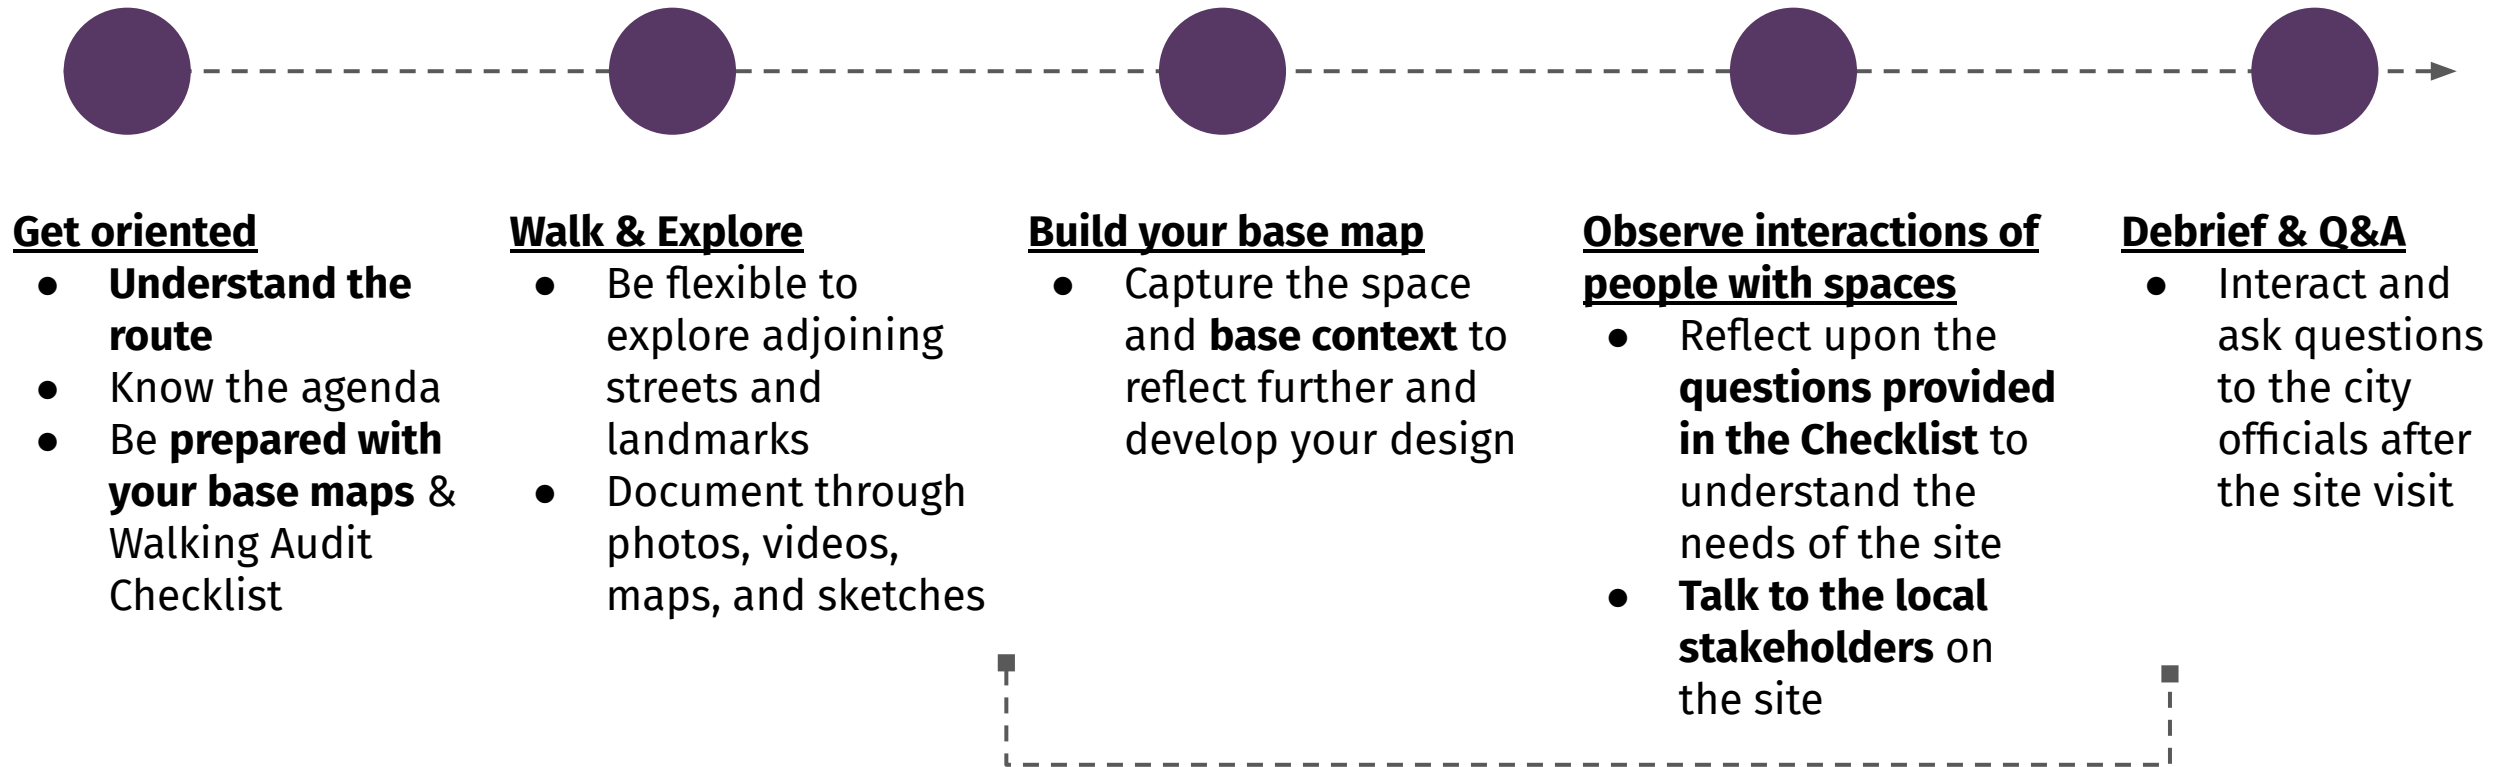 Get oriented
● Understand the
route
● Know the agenda
● Be prepared with
your base maps &
Walking Audit
Checklist
Walk & Explore
● Be flexible to
explore adjoining
streets and
landmarks
● Document through
photos, videos,
maps, and sketches
Build your base map
● Capture the space
and base context to
reflect further and
develop your design
Observe interactions of
people with spaces
● Reflect upon the
questions provided
in the Checklist to
understand the
needs of the site
● Talk to the local
stakeholders on
the site
Debrief & Q&A
● Interact and
ask questions
to the city
officials after
the site visit